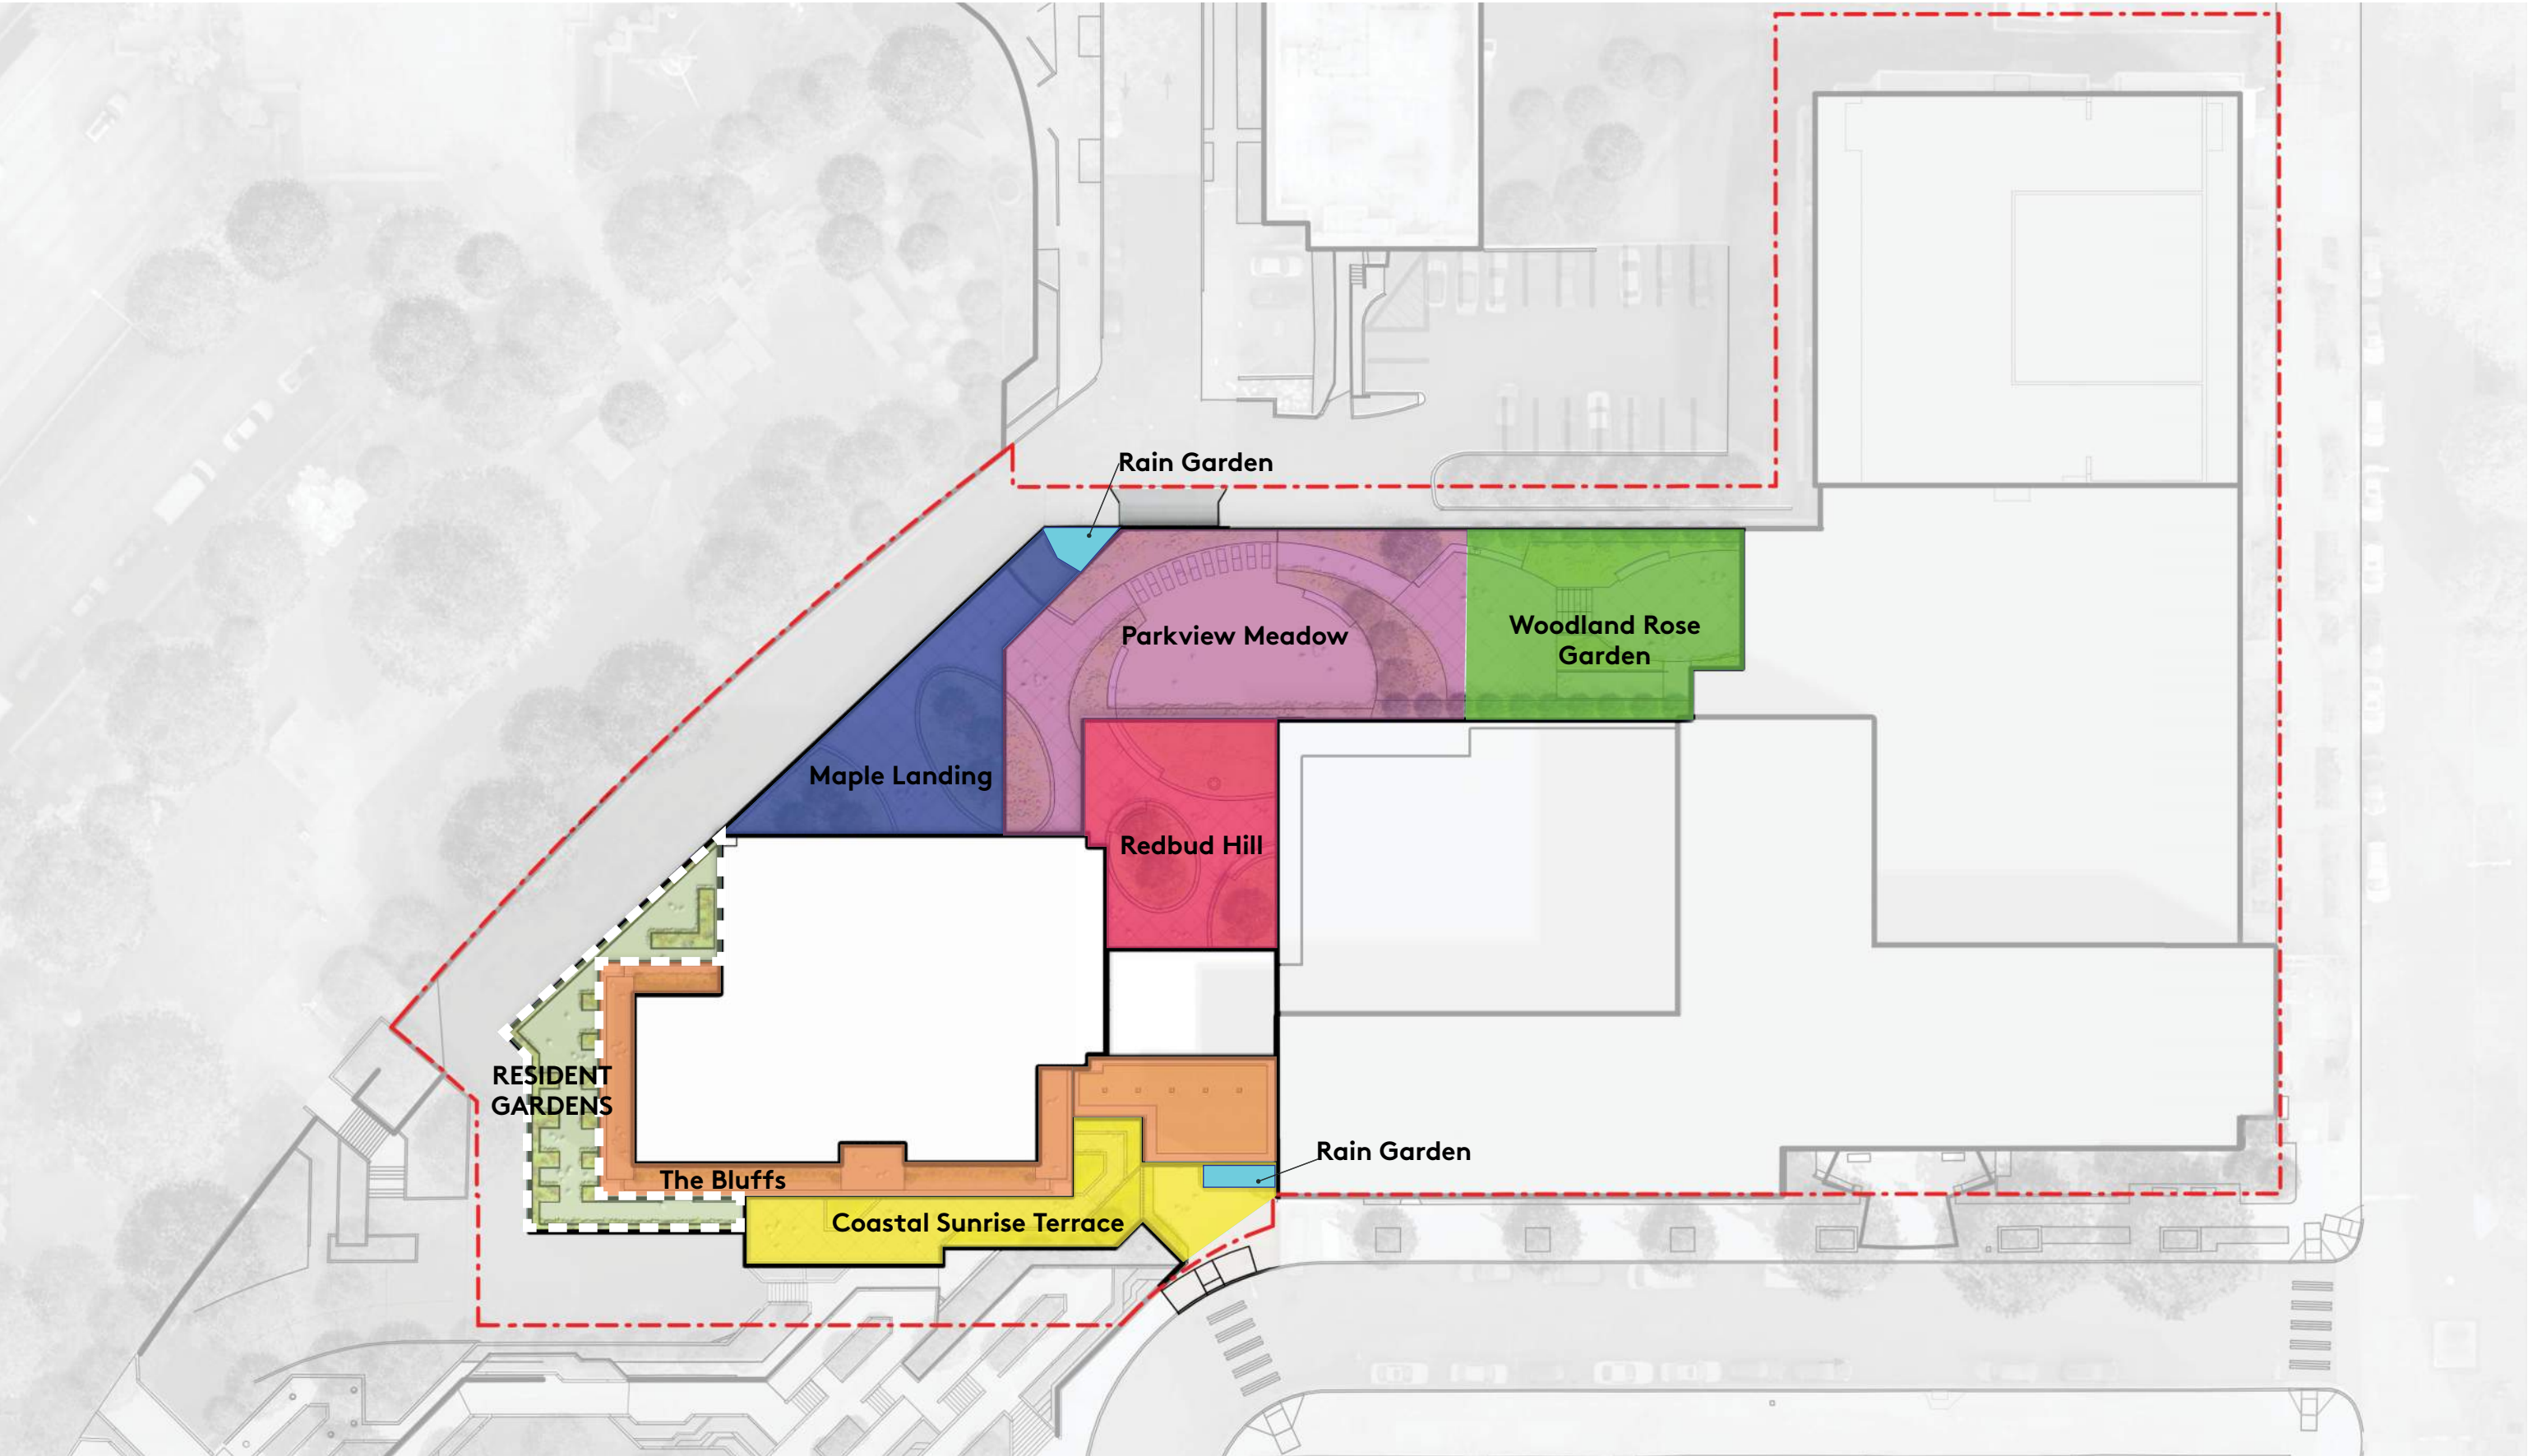 Rain Garden
Parkview Meadow
Woodland Rose
Garden
Maple Landing
Redbud Hill
RESIDENT
GARDENS
Rain Garden
The Bluffs
Coastal Sunrise Terrace